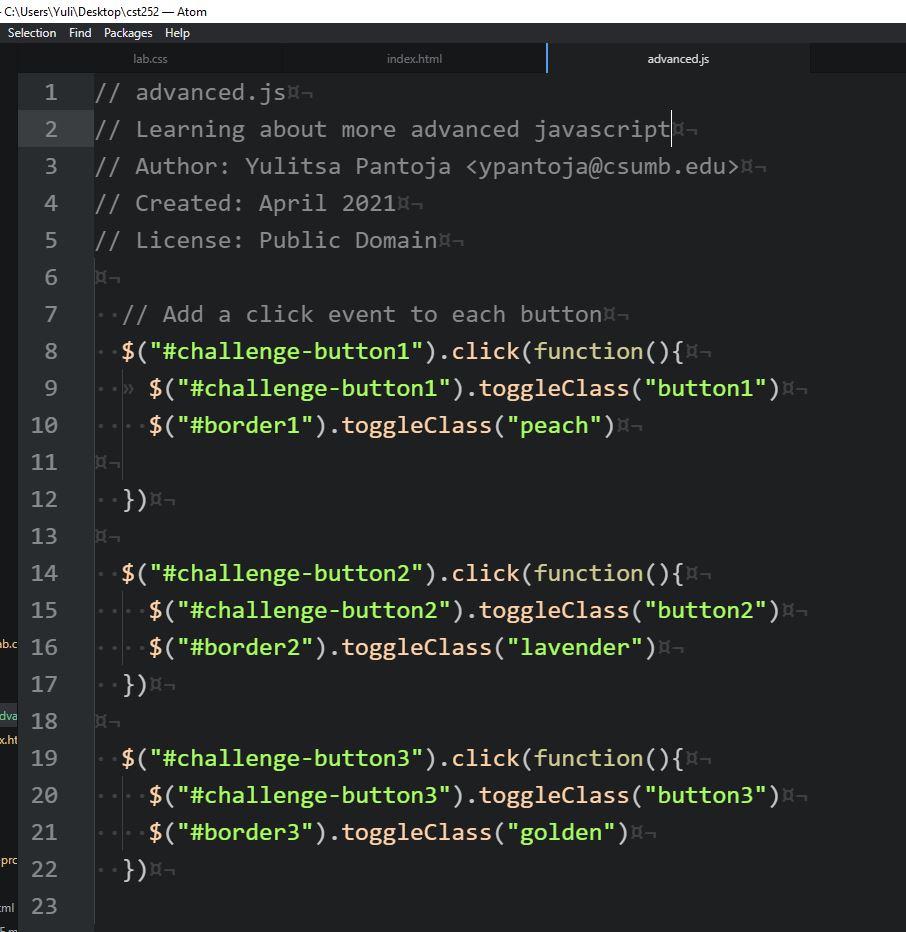 - C:\Users\Yuli\Desktop\cst252 — Atom
Selection Find Packages Help
lab.css index.html advanced.js
1 // advanced.js
2 // Learning about more advanced javascript
3 // Author: Yulitsa Pantoja <ypantoja@csumb.edu>
4 // Created: April 2021
5 // License: Public Domain
6
7 // Add a click event to each button
8 $("#challenge-button1").click(function(){
9 $("#challenge-button1").toggleClass("button1")
10 $("#border1").toggleClass("peach")
11
12 })
13
14 $("#challenge-button2").click(function(){
15 $("#challenge-button2").toggleClass("button2")
16 $("#border2").toggleClass("lavender")
17 })
18
19 $("#challenge-button3").click(function(){
20 $("#challenge-button3").toggleClass("button3")
21 $("#border3").toggleClass("golden")
22 })
23